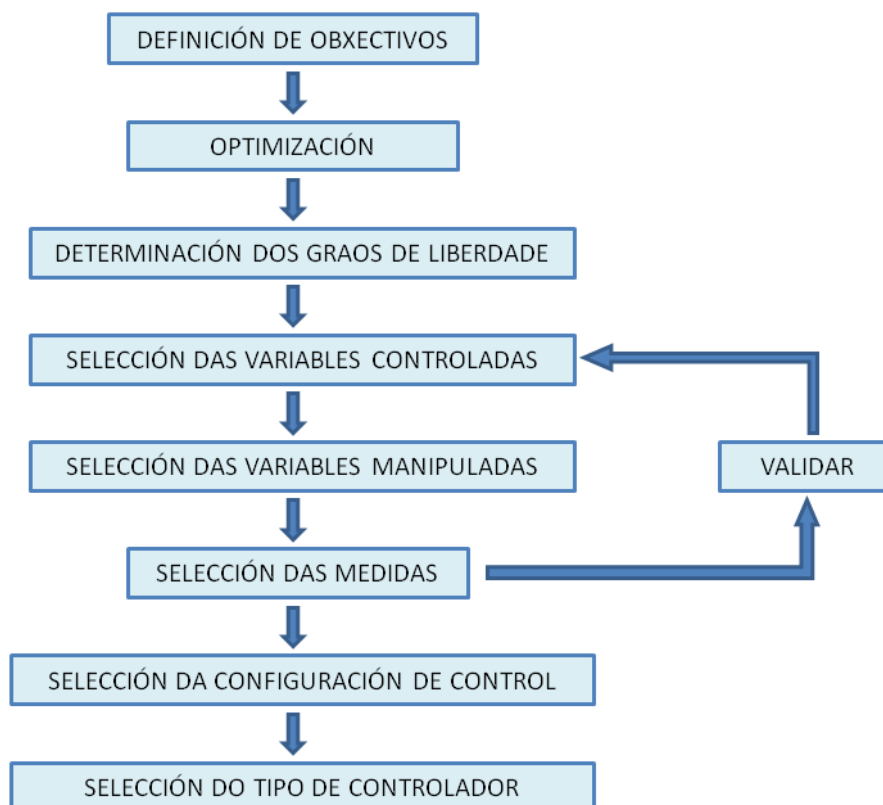 DEFINICIÓN DE OBXECTIVOS
OPTIMIZACIÓN
DETERMINACIÓN DOS GRAOS DE LIBERDADE
SELECCIÓN DAS VARIABLES CONTROLADAS
SELECCIÓN DAS VARIABLES MANIPULADAS
VALIDAR
SELECCIÓN DAS MEDIDAS
SELECCIÓN DA CONFIGURACIÓN DE CONTROL
SELECCIÓN DO TIPO DE CONTROLADOR